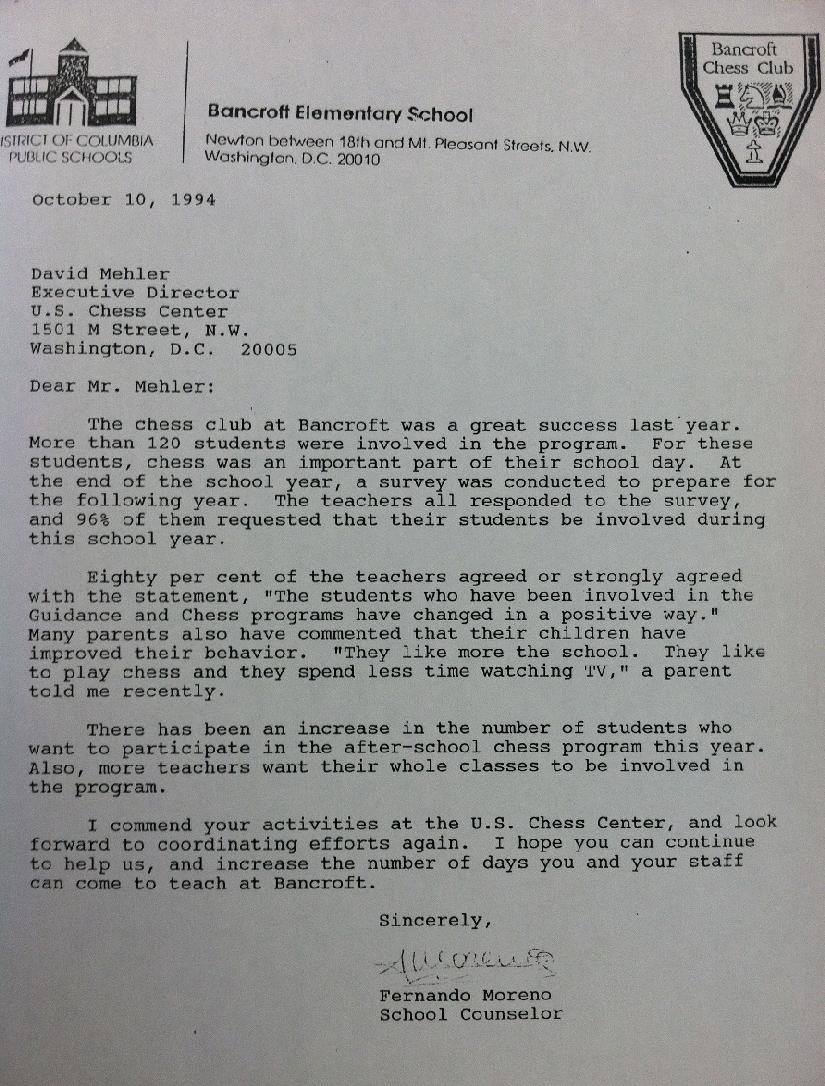 Bancroft
Chess Club
Bancroft Elementary School
Newton between 18th and Mt. Pleasant Streets, N.W.
Washington, D.C. 20010
ISTRICT OF COLUMBIA
PUBLIC SCHOOLS
October 10, 1994
David Mehler
Executive Director
U.S. Chess Center
1501 M Street, N.W.
Washington, D.C. 20005
Dear Mr. Mehler:
The chess club at Bancroft was a great success last year.
More than 120 students were involved in the program. For these
students, chess was an important part of their school day. At
the end of the school year, a survey was conducted to prepare for
the following year. The teachers all responded to the survey,
and 96% of them requested that their students be involved during
this school year.
Eighty per cent of the teachers agreed or strongly agreed
with the statement, "The students who have been involved in the
Guidance and Chess programs have changed in a positive way."
Many parents also have commented that their children have
improved their behavior. "They like more the school. They like
to play chess and they spend less time watching TV," a parent
told me recently.
There has been an increase in the number of students who
want to participate in the after-school chess program this year.
Also, more teachers want their whole classes to be involved in
the program.
I commend your activities at the U.S. Chess Center, and look
forward to coordinating efforts again. I hope you can continue
to help us, and increase the number of days you and your staff
can come to teach at Bancroft.
Sincerely,
Fernando Moreno
School Counselor